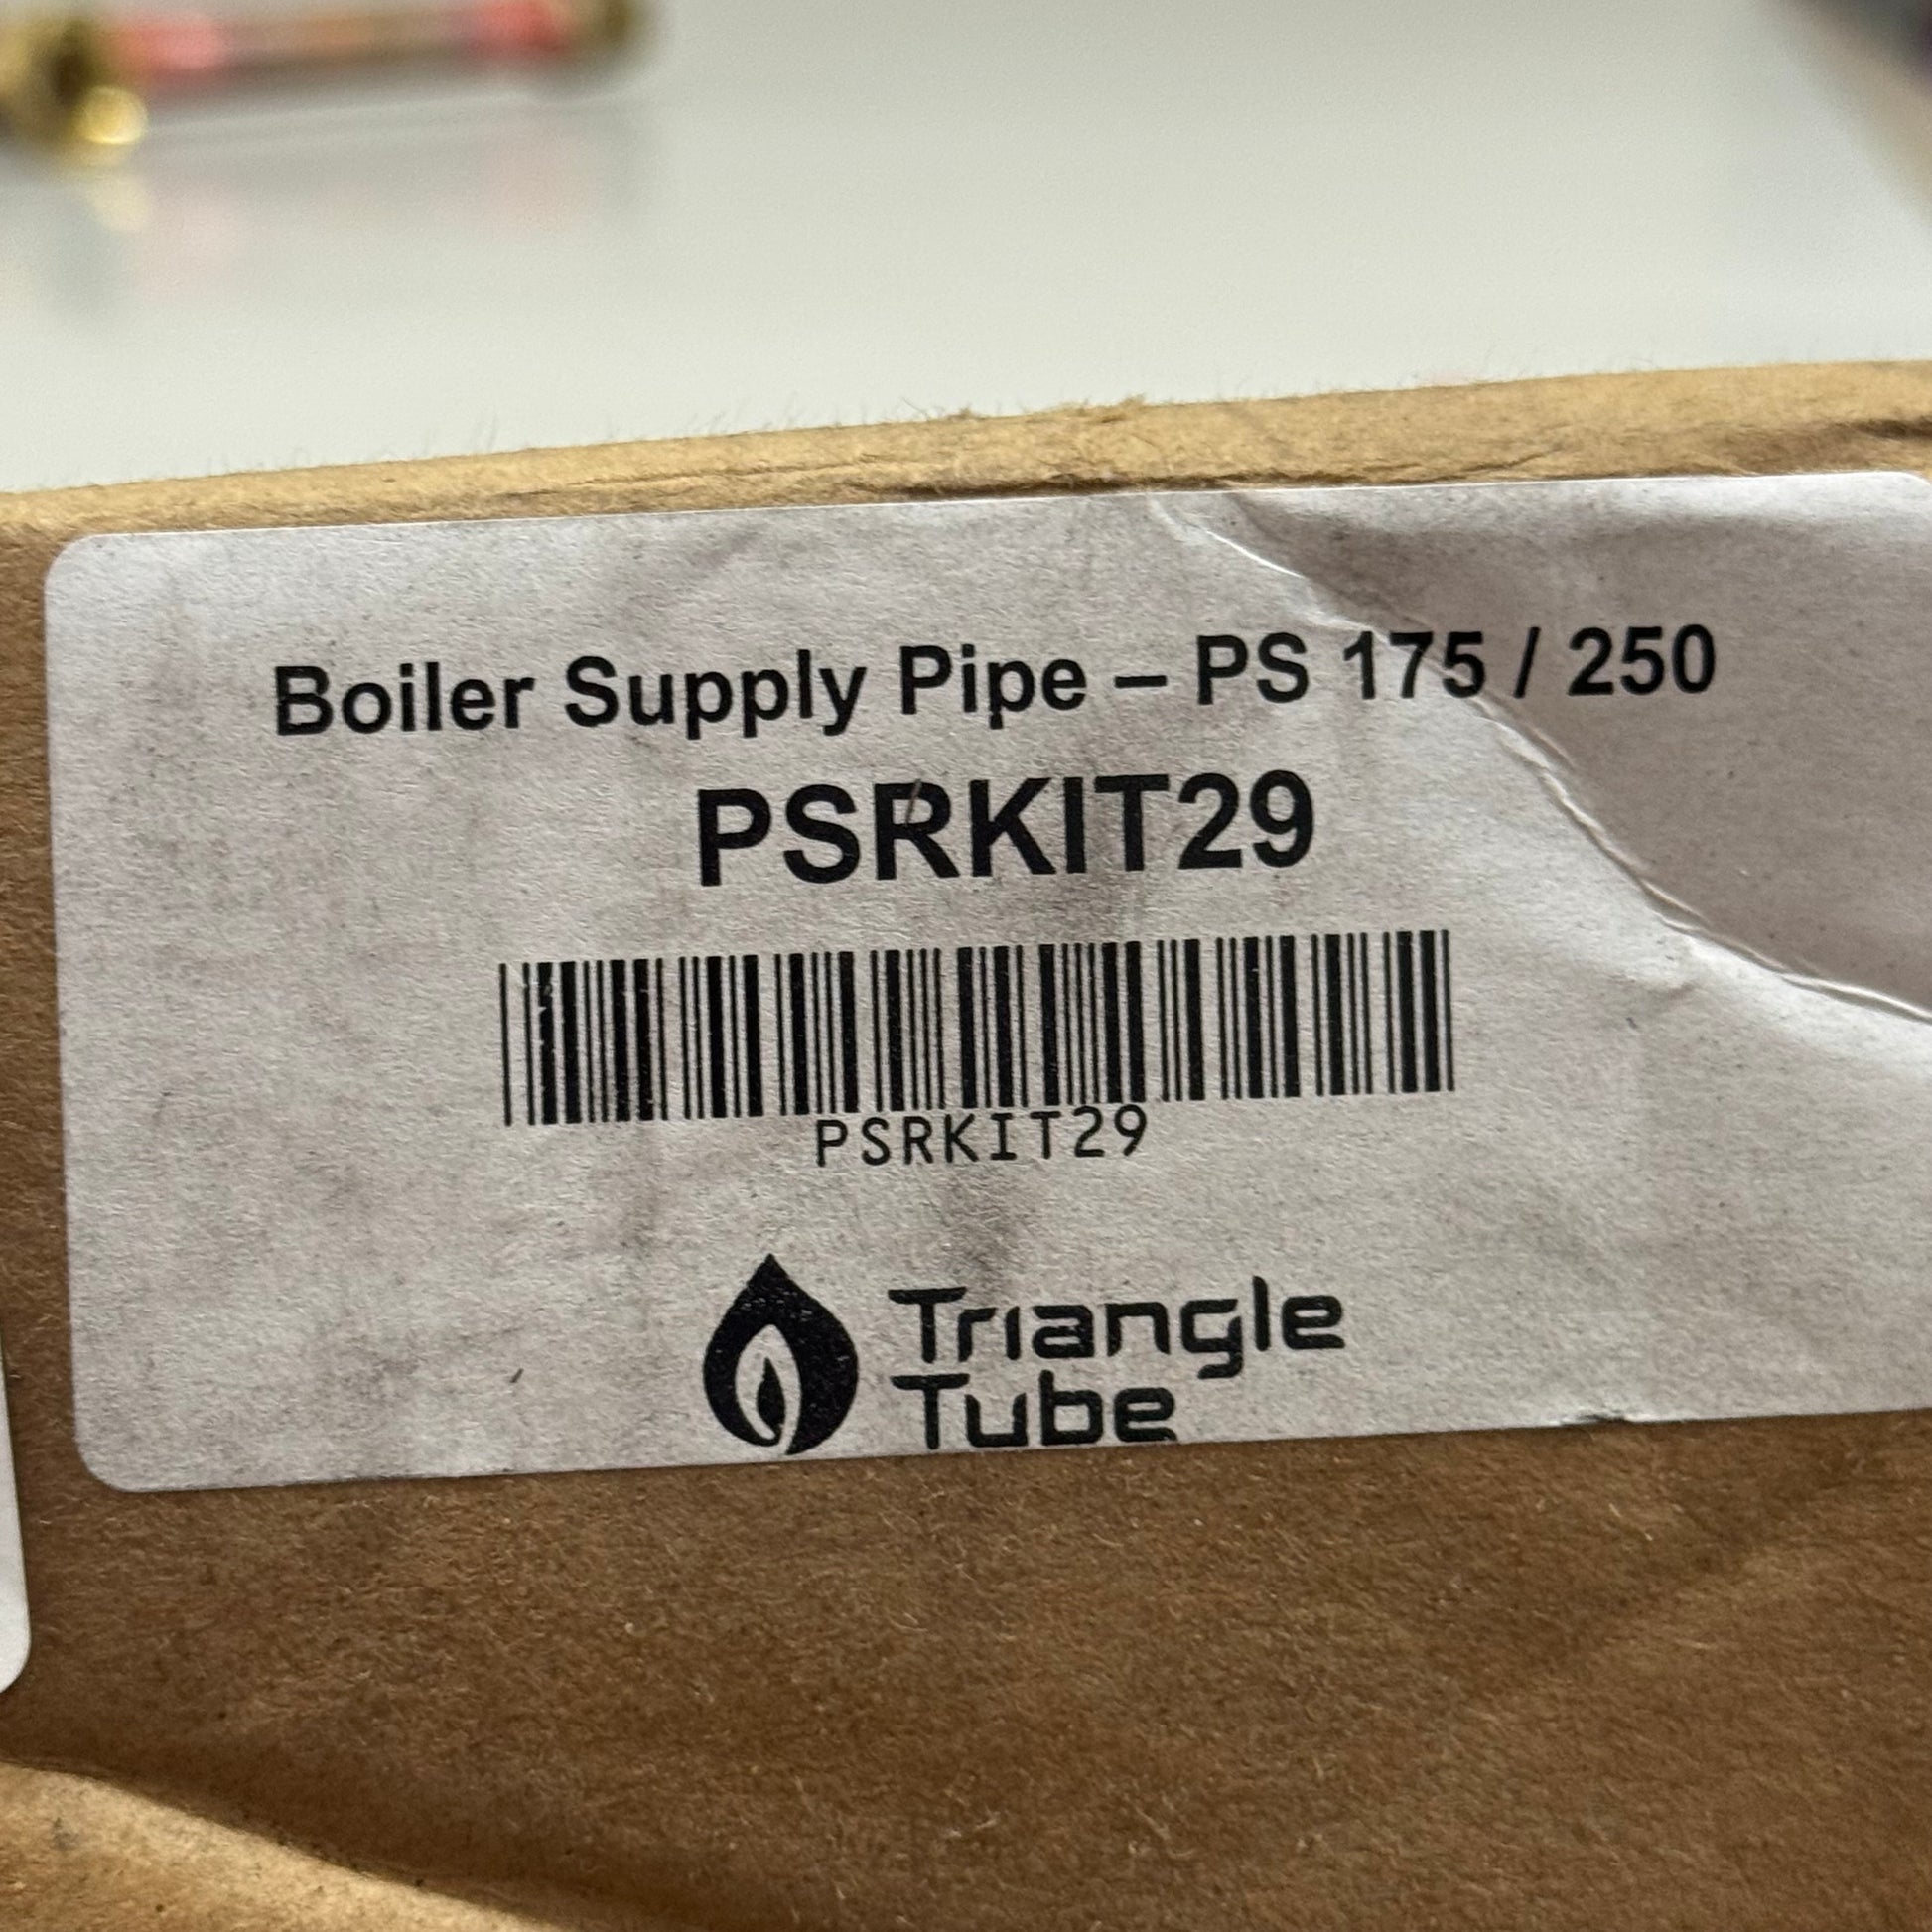 Boiler Supply Pipe – PS 175 / 250
PSRKIT29
PSRKIT29
Triangle
Tube